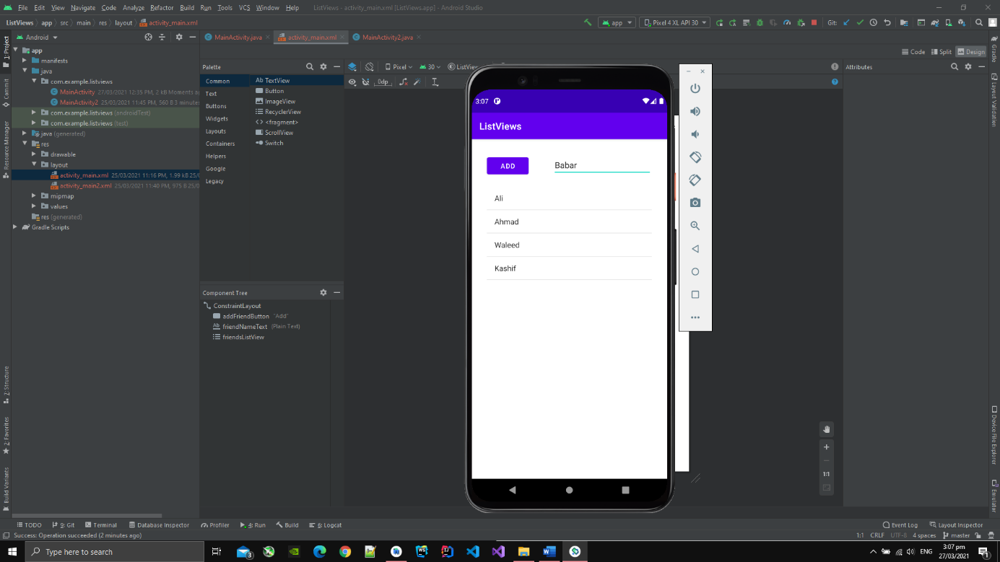 File Edit View Navigate Code Analyze Refactor Build Run Tools VCS Window Help ListViews - activity_main.xml [ListViews.app] - Android Studio
ListViews app src main res layout activity_main.xml app Pixel 4 XL API 30 Git:
Android MainActivity.java activity_main.xml MainActivity2.java
Code Split Design
1: Project
Commit
Resource Manager
Z: Structure
2: Favorites
Build Variants
app
manifests
java
com.example.listviews
MainActivity 27/03/2021 12:35 PM, 2 kB Moments a
MainActivity2 25/03/2021 11:45 PM, 560 B 3 minutes
com.example.listviews (androidTest)
com.example.listviews (test)
java (generated)
res
drawable
layout
activity_main.xml 25/03/2021 11:16 PM, 1.99 kB 25/0
activity_main2.xml 25/03/2021 11:40 PM, 975 B 25/0
mipmap
values
res (generated)
Gradle Scripts
Palette
Common
Text
Buttons
Widgets
Layouts
Containers
Helpers
Google
Legacy
Ab TextView
Button
ImageView
RecyclerView
<> <fragment>
ScrollView
Switch
Component Tree
ConstraintLayout
addFriendButton "Add"
Ab friendNameText (Plain Text)
friendsListView
Pixel 30 ListView
0dp
3:07
ListViews
ADD Babar
Ali
Ahmad
Waleed
Kashif
1:1
Attributes
Gradle
Layout Validation
Device File Explorer
Emulator
TODO 9: Git Terminal Database Inspector Profiler 4: Run Build 6: Logcat Event Log Layout Inspector
Success: Operation succeeded (2 minutes ago) 1:1 CRLF UTF-8 4 spaces master
Type here to search 3 WS ENG 3:07 pm
27/03/2021 1